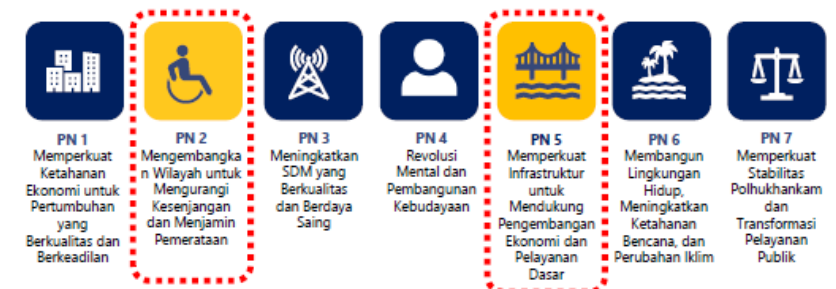 PN 1
Memperkuat
Ketahanan
Ekonomi untuk
Pertumbuhan
yang
Berkualitas dan
Berkeadilan
PN 2
Mengembangka
n Wilayah untuk
Mengurangi
Kesenjangan
dan Menjamin
Pemerataan
PN 3
Meningkatkan
SDM yang
Berkualitas
dan Berdaya
Saing
PN 4
Revolusi
Mental dan
Pembangunan
Kebudayaan
PN 5
Memperkuat
Infrastruktur
untuk
Mendukung
Pengembangan
Ekonomi dan
Pelayanan
Dasar
PN 6
Membangun
Lingkungan
Hidup,
Meningkatkan
Ketahanan
Bencana, dan
Perubahan Iklim
PN 7
Memperkuat
Stabilitas
Polhukhankam
dan
Transformasi
Pelayanan
Publik